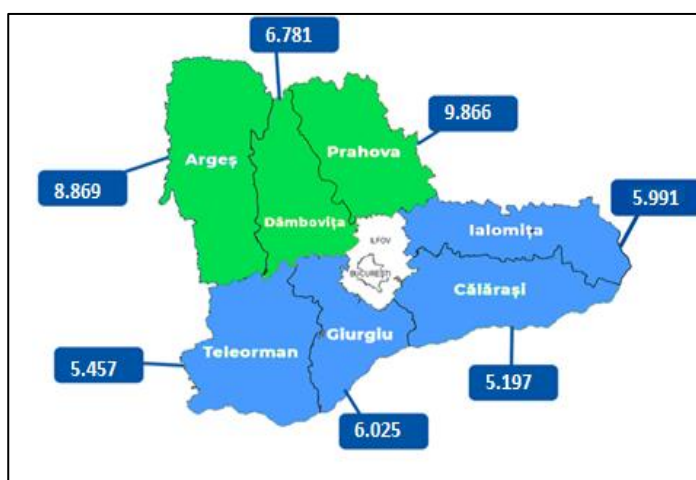 6.781
9.866
Prahova
Argeș
8.869
5.991
Dâmbovița
Ialomița
ILFOV
BUCUREȘTI
Călărași
Giurgiu
Teleorman
5.457
5.197
6.025